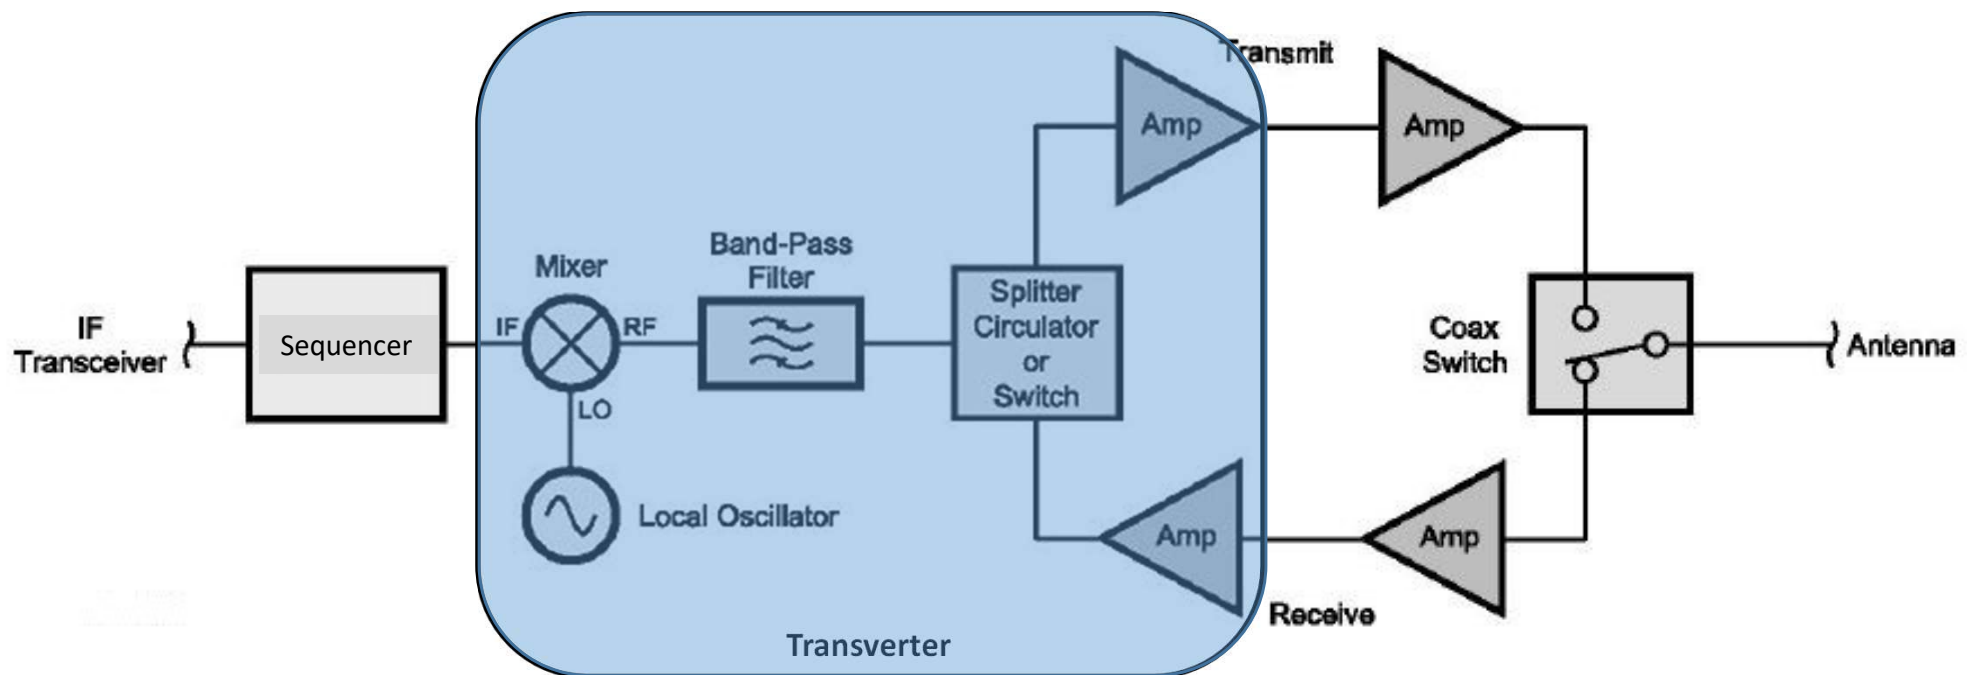 Transmit
Amp
Amp
Band-Pass
Filter
Mixer
IF
RF
LO
IF
Transceiver
Sequencer
Splitter
Circulator
or
Switch
Coax
Switch
Antenna
Local Oscillator
Amp
Amp
Receive
Transverter